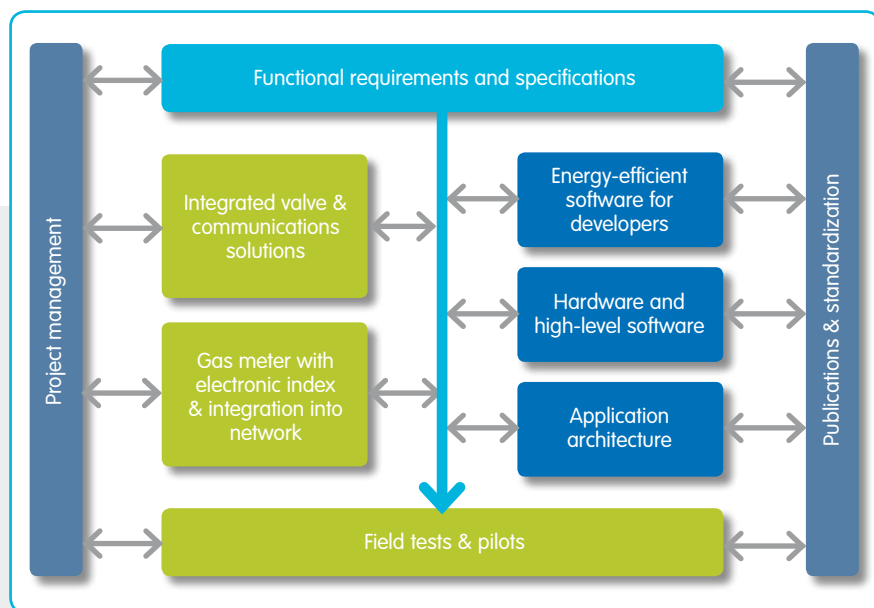 Functional requirements and specifications
Project management
Integrated valve &
communications
solutions
Energy-efficient
software for
developers
Hardware and
high-level software
Gas meter with
electronic index
& integration into
network
Application
architecture
Publications & standardization
Field tests & pilots